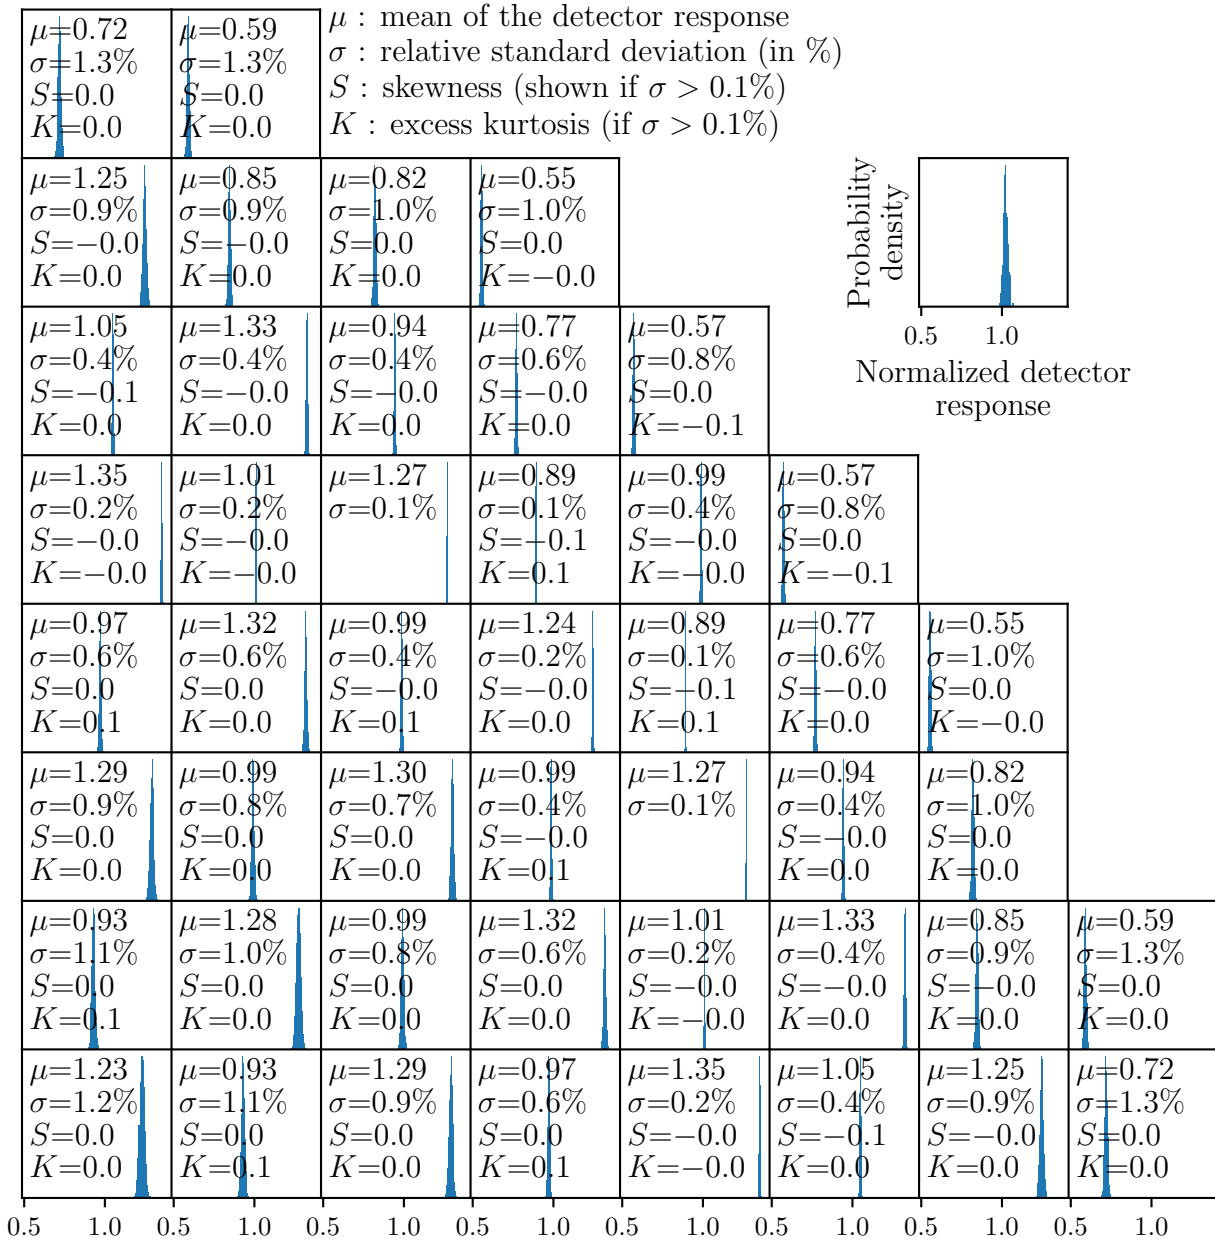 μ : mean of the detector response
σ : relative standard deviation (in %)
S : skewness (shown if σ > 0.1%)
K : excess kurtosis (if σ > 0.1%)
μ=0.72 μ=0.59
σ=1.3% σ=1.3%
S=0.0 S=0.0
K=0.0 K=0.0
Probability
density
0.5 1.0
Normalized detector
response
μ=1.25 μ=0.85 μ=0.82 μ=0.55
σ=0.9% σ=0.9% σ=1.0% σ=1.0%
S=−0.0 S=−0.0 S=0.0 S=0.0
K=0.0 K=0.0 K=0.0 K=−0.0
μ=1.05 μ=1.33 μ=0.94 μ=0.77 μ=0.57
σ=0.4% σ=0.4% σ=0.4% σ=0.6% σ=0.8%
S=−0.1 S=−0.0 S=−0.0 S=−0.0 S=0.0
K=0.0 K=0.0 K=0.0 K=0.0 K=−0.1
μ=1.35 μ=1.01 μ=1.27 μ=0.89 μ=0.99 μ=0.57
σ=0.2% σ=0.2% σ=0.1% σ=0.1% σ=0.4% σ=0.8%
S=−0.0 S=−0.0 S=−0.1 S=−0.0 S=0.0
K=−0.0 K=−0.0 K=0.1 K=−0.0 K=−0.1
μ=0.97 μ=1.32 μ=0.99 μ=1.24 μ=0.89 μ=0.77 μ=0.55
σ=0.6% σ=0.6% σ=0.4% σ=0.2% σ=0.1% σ=0.6% σ=1.0%
S=0.0 S=0.0 S=−0.0 S=−0.0 S=−0.1 S=−0.0 S=0.0
K=0.1 K=0.0 K=0.1 K=0.0 K=0.1 K=0.0 K=−0.0
μ=1.29 μ=0.99 μ=1.30 μ=0.99 μ=1.27 μ=0.94 μ=0.82
σ=0.9% σ=0.8% σ=0.7% σ=0.4% σ=0.1% σ=0.4% σ=1.0%
S=0.0 S=0.0 S=0.0 S=−0.0 S=−0.0 S=0.0
K=0.0 K=0.0 K=0.0 K=0.1 K=0.0 K=0.0
μ=0.93 μ=1.28 μ=0.99 μ=1.32 μ=1.01 μ=1.33 μ=0.85 μ=0.59
σ=1.1% σ=1.0% σ=0.8% σ=0.6% σ=0.2% σ=0.4% σ=0.9% σ=1.3%
S=0.0 S=0.0 S=0.0 S=0.0 S=−0.0 S=−0.0 S=−0.0 S=0.0
K=0.1 K=0.0 K=0.0 K=0.0 K=−0.0 K=0.0 K=0.0 K=0.0
μ=1.23 μ=0.93 μ=1.29 μ=0.97 μ=1.35 μ=1.05 μ=1.25 μ=0.72
σ=1.2% σ=1.1% σ=0.9% σ=0.6% σ=0.2% σ=0.4% σ=0.9% σ=1.3%
S=0.0 S=0.0 S=0.0 S=0.0 S=−0.0 S=−0.1 S=−0.0 S=0.0
K=0.0 K=0.1 K=0.0 K=0.1 K=−0.0 K=0.0 K=0.0 K=0.0
0.5 1.0 0.5 1.0 0.5 1.0 0.5 1.0 0.5 1.0 0.5 1.0 0.5 1.0 0.5 1.0